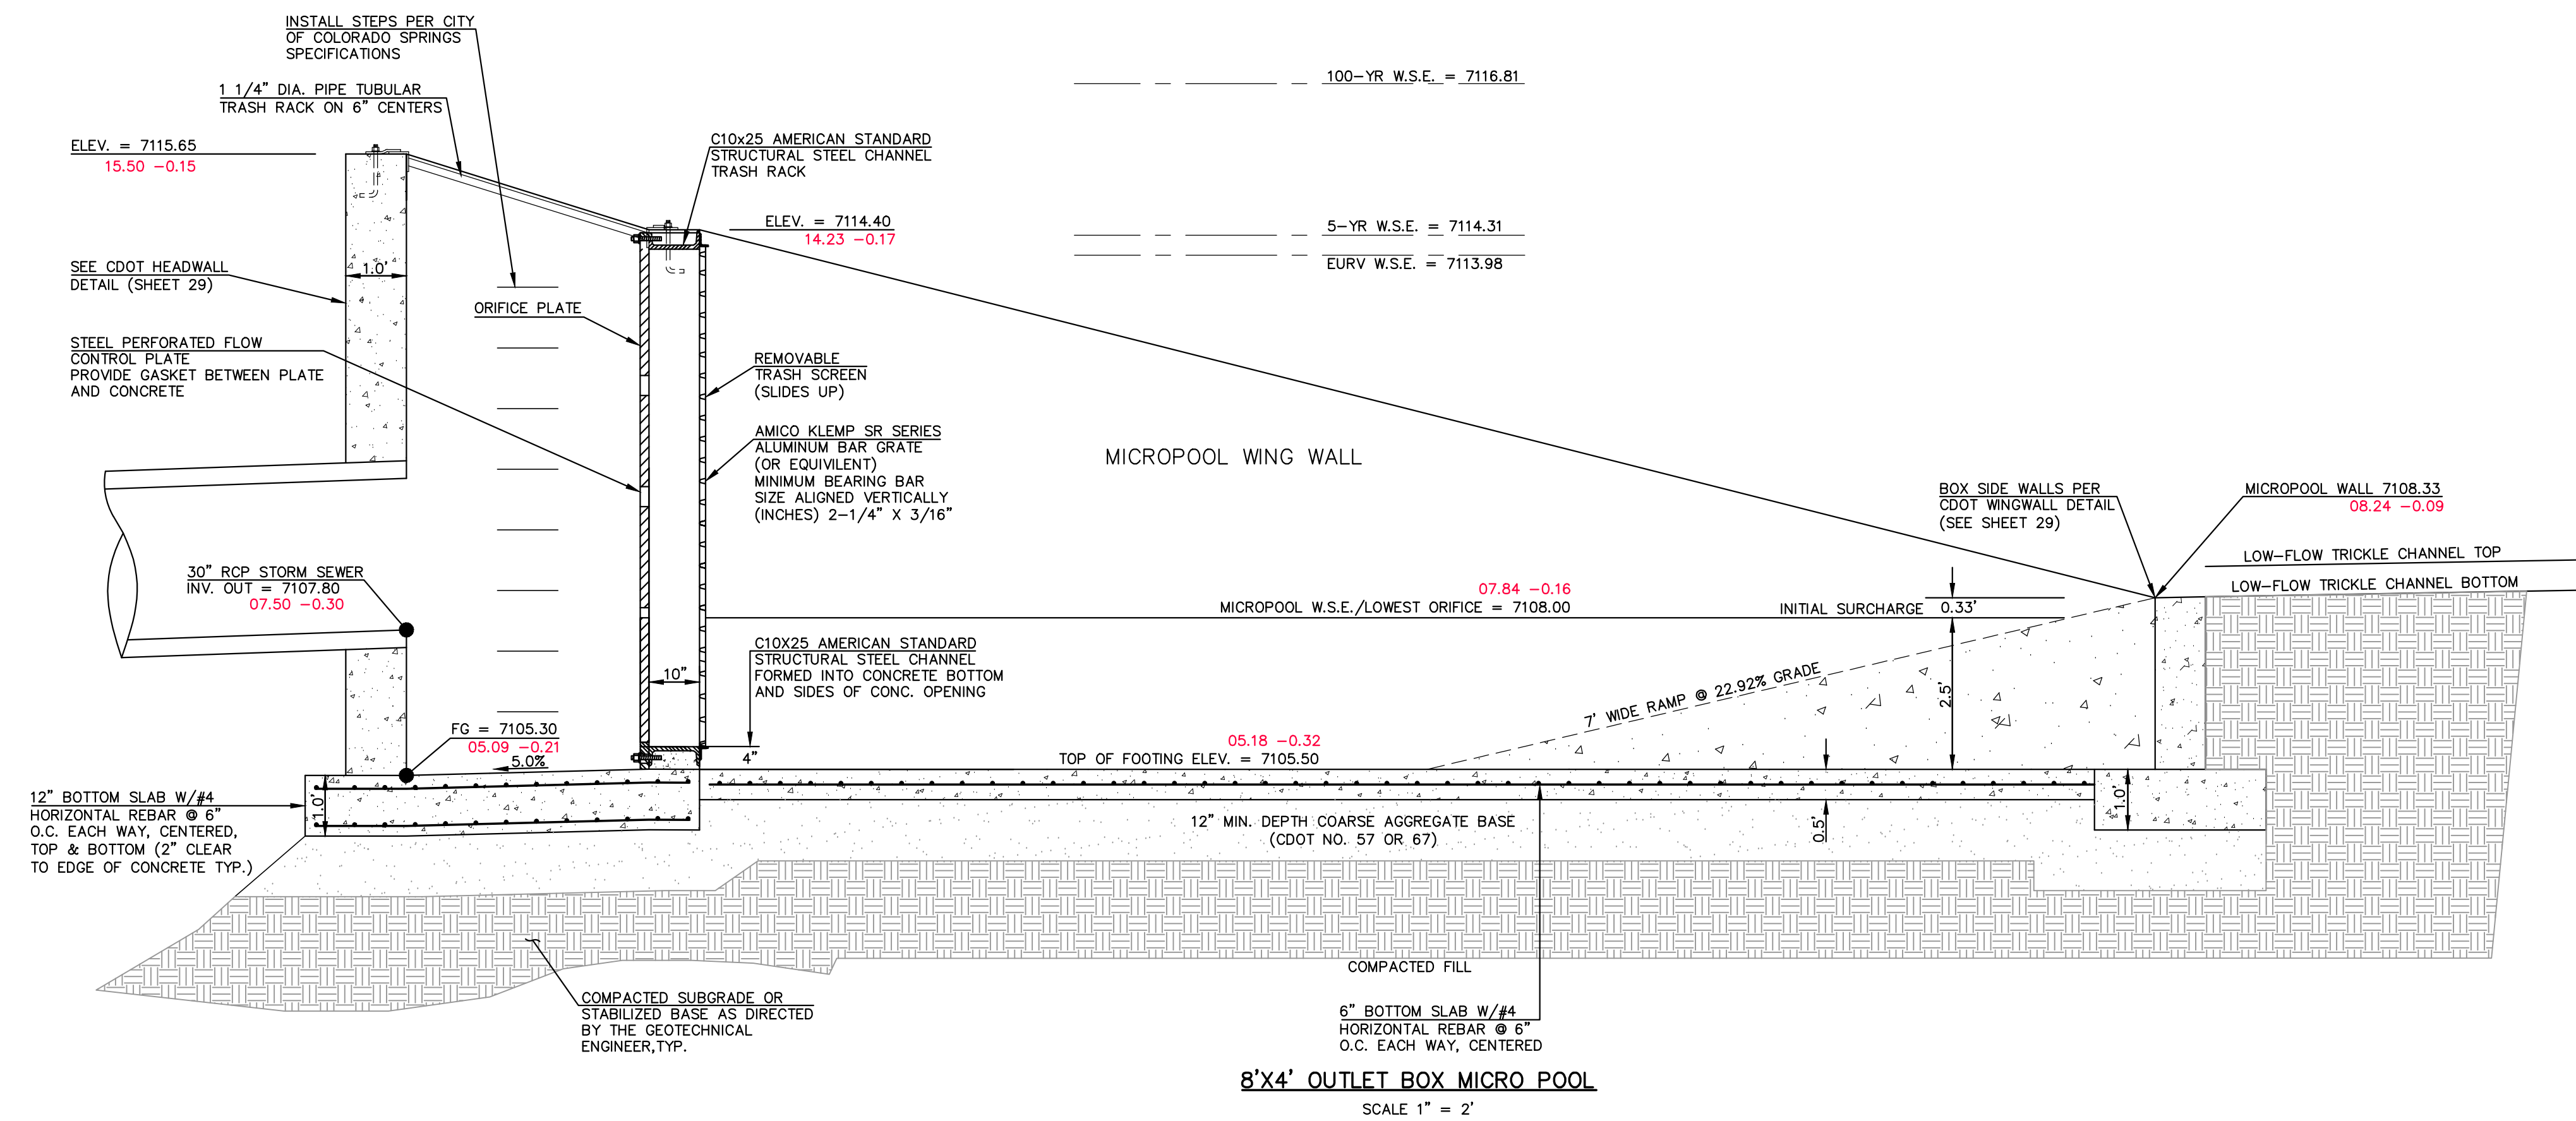 INSTALL STEPS PER CITY
OF COLORADO SPRINGS
SPECIFICATIONS
1 1/4" DIA. PIPE TUBULAR
TRASH RACK ON 6" CENTERS
ELEV. = 7115.65
15.50 -0.15
C10x25 AMERICAN STANDARD
STRUCTURAL STEEL CHANNEL
TRASH RACK
100-YR W.S.E. = 7116.81
ELEV. = 7114.40
14.23 -0.17
5-YR W.S.E. = 7114.31
EURV W.S.E. = 7113.98
SEE CDOT HEADWALL
DETAIL (SHEET 29)
1.0'
ORIFICE PLATE
STEEL PERFORATED FLOW
CONTROL PLATE
PROVIDE GASKET BETWEEN PLATE
AND CONCRETE
REMOVABLE
TRASH SCREEN
(SLIDES UP)
AMICO KLEMP SR SERIES
ALUMINUM BAR GRATE
(OR EQUIVILENT)
MINIMUM BEARING BAR
SIZE ALIGNED VERTICALLY
(INCHES) 2-1/4" X 3/16"
MICROPOOL WING WALL
BOX SIDE WALLS PER
CDOT WINGWALL DETAIL
(SEE SHEET 29)
MICROPOOL WALL 7108.33
08.24 -0.09
LOW-FLOW TRICKLE CHANNEL TOP
LOW-FLOW TRICKLE CHANNEL BOTTOM
30" RCP STORM SEWER
INV. OUT = 7107.80
07.50 -0.30
07.84 -0.16
MICROPOOL W.S.E./LOWEST ORIFICE = 7108.00
INITIAL SURCHARGE 0.33'
C10X25 AMERICAN STANDARD
STRUCTURAL STEEL CHANNEL
FORMED INTO CONCRETE BOTTOM
AND SIDES OF CONC. OPENING
10"
7' WIDE RAMP @ 22.92% GRADE
2.5'
FG = 7105.30
05.09 -0.21
5.0%
4"
05.18 -0.32
TOP OF FOOTING ELEV. = 7105.50
12" BOTTOM SLAB W/#4
HORIZONTAL REBAR @ 6"
O.C. EACH WAY, CENTERED,
TOP & BOTTOM (2" CLEAR
TO EDGE OF CONCRETE TYP.)
1.0'
12" MIN. DEPTH COARSE AGGREGATE BASE
(CDOT NO. 57 OR 67)
0.5'
1.0'
COMPACTED FILL
COMPACTED SUBGRADE OR
STABILIZED BASE AS DIRECTED
BY THE GEOTECHNICAL
ENGINEER,TYP.
6" BOTTOM SLAB W/#4
HORIZONTAL REBAR @ 6"
O.C. EACH WAY, CENTERED
8'X4' OUTLET BOX MICRO POOL
SCALE 1" = 2'